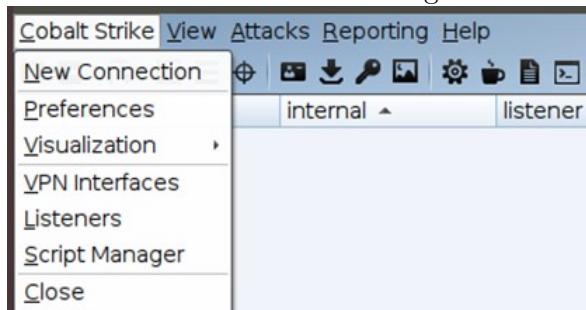 Cobalt Strike View Attacks Reporting Help
New Connection
Preferences
internal listener
Visualization
VPN Interfaces
Listeners
Script Manager
Close